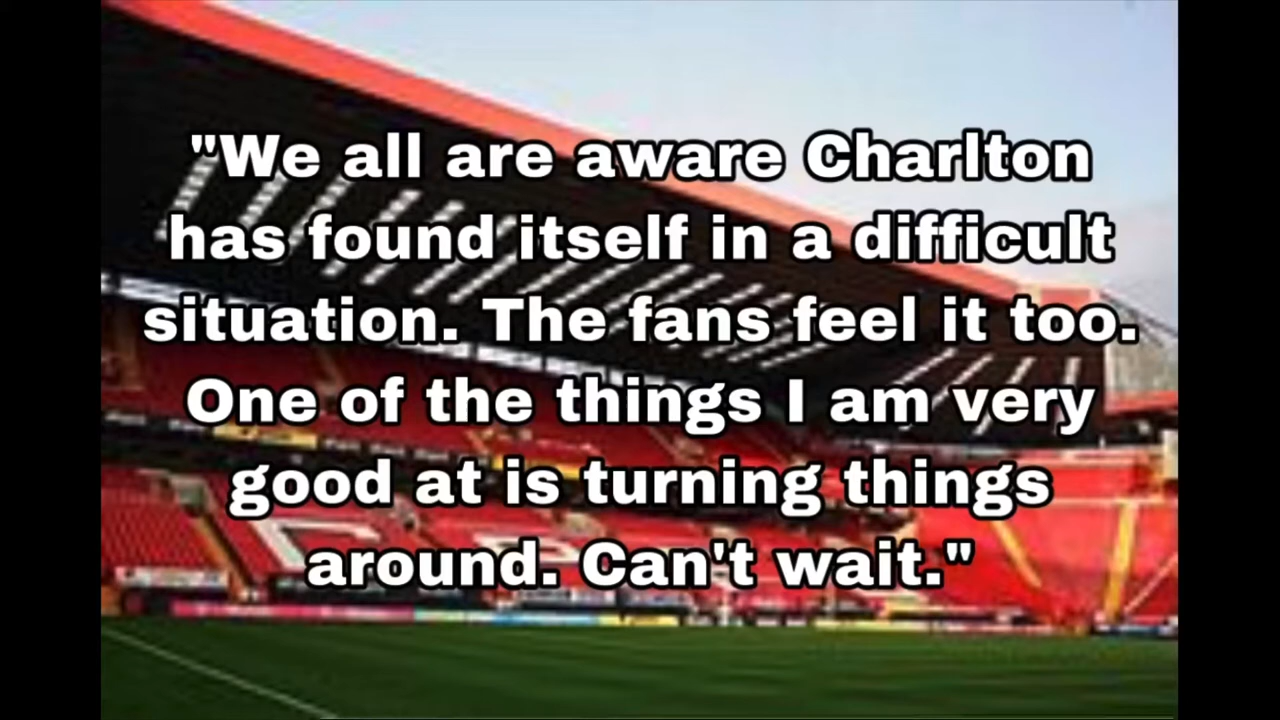 "We all are aware Charlton
has found itself in a difficult
situation. The fans feel it too.
One of the things I am very
good at is turning things
around. Can't wait."